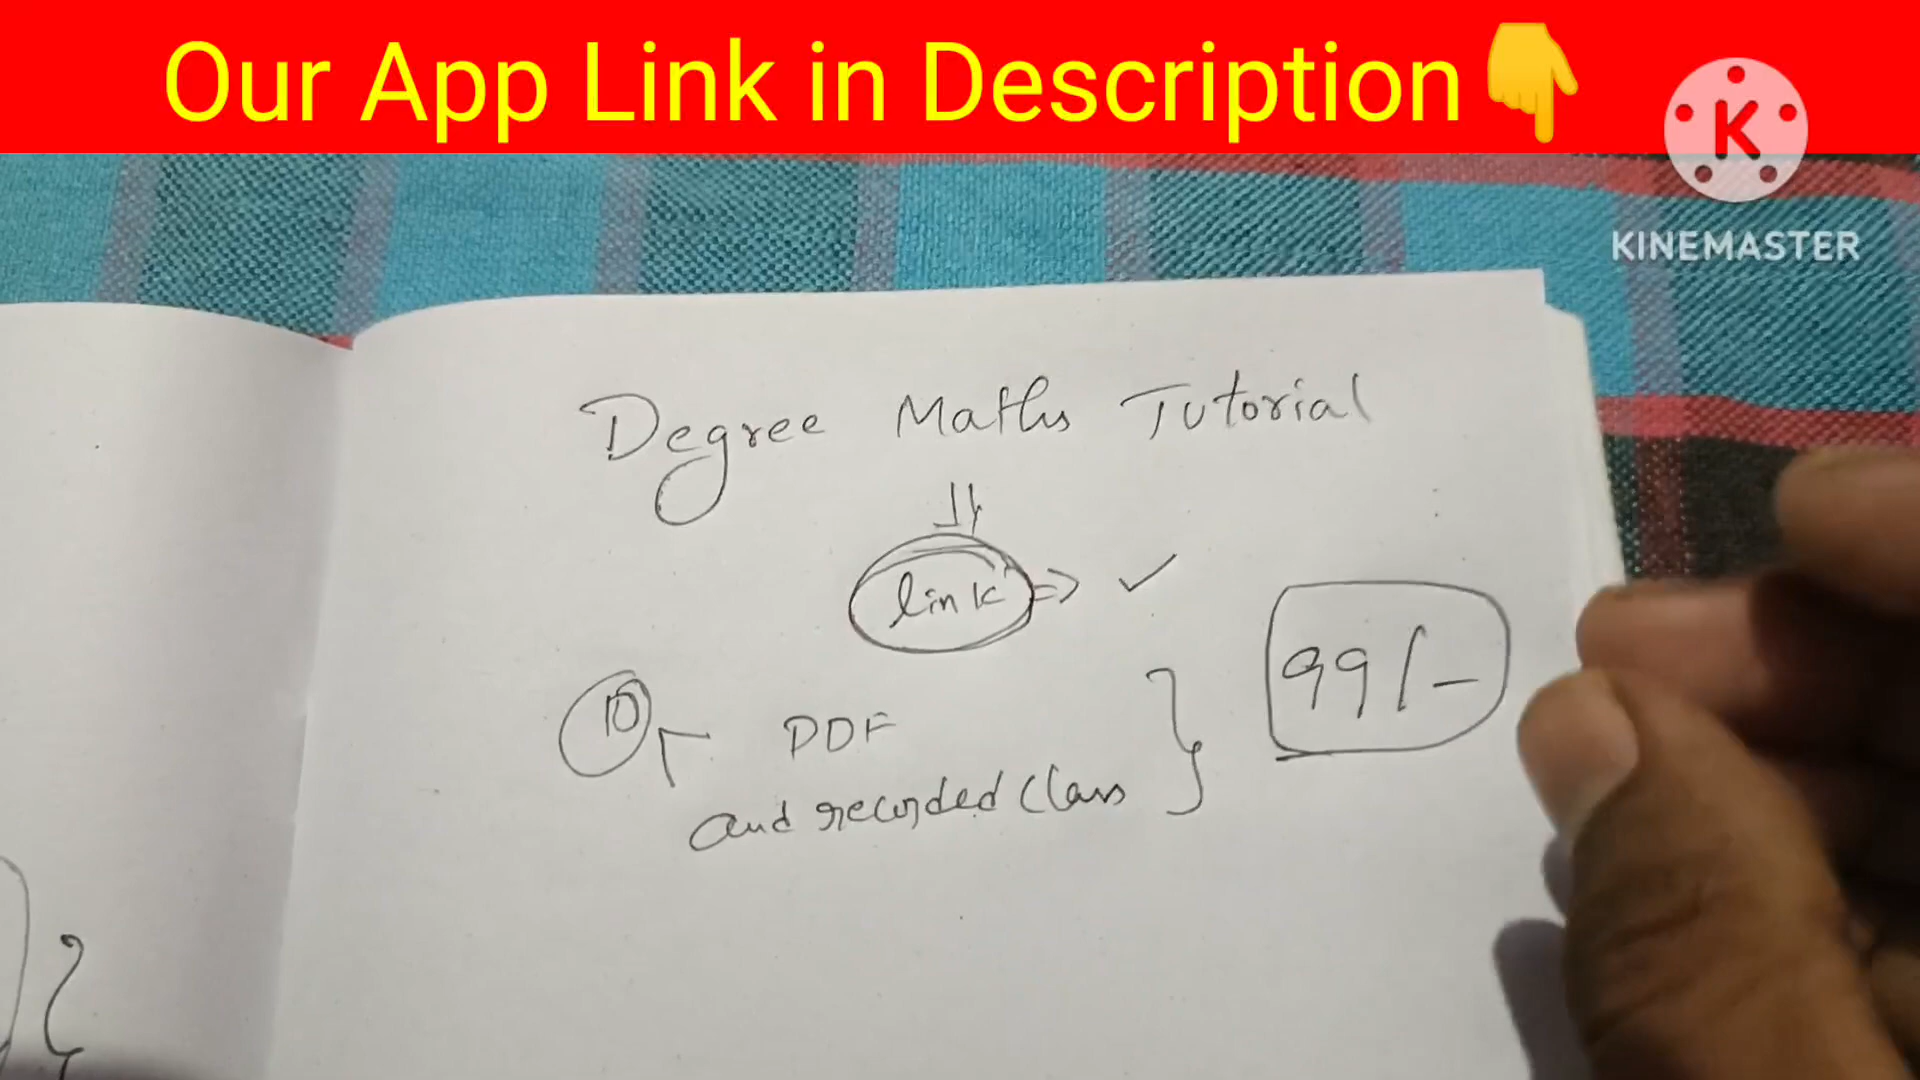 Our App Link in Description
K
KINEMASTER
Degree Maths Tutorial
link
99/-
10
PDF
and recorded class